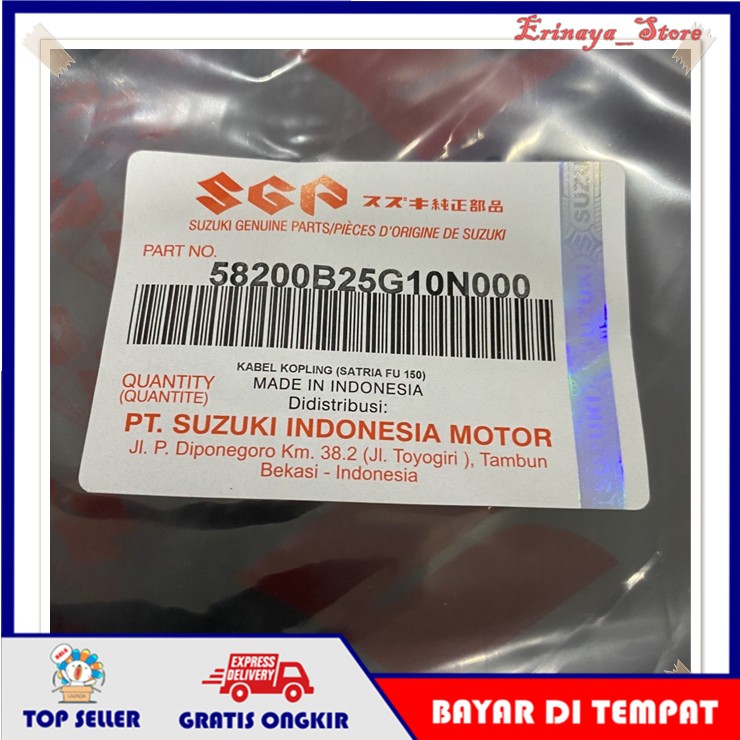 Erinaya_Store
SGP スズキ純正部品
SUZUKI GENUINE PARTS/PIÈCES D'ORIGINE DE SUZUKI
PART NO.
58200B25G10N000
KABEL KOPLING (SATRIA FU 150)
QUANTITY
(QUANTITE)
MADE IN INDONESIA
Didistribusi:
PT. SUZUKI INDONESIA MOTOR
Jl. P. Diponegoro Km. 38.2 (Jl. Toyogiri ), Tambun
Bekasi - Indonesia
SUZUKI
SUZUKI
TOP SELLER
EXPRESS
DELIVERY
GRATIS ONGKIR
BAYAR DI TEMPAT